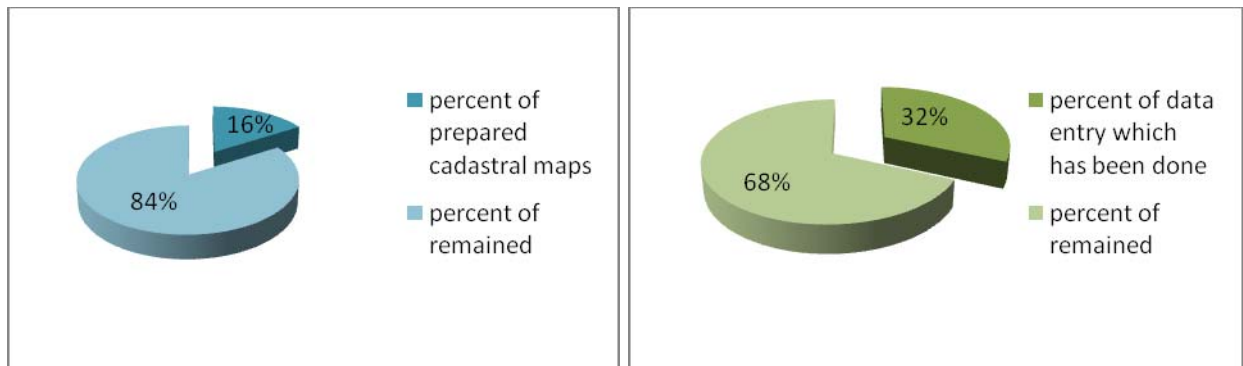 16%
84%
percent of
prepared
cadastral maps
percent of
remained
32%
68%
percent of data
entry which
has been done
percent of
remained